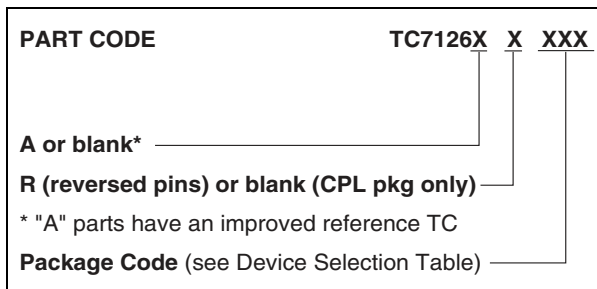 PART CODE TC7126X X XXX
A or blank*
R (reversed pins) or blank (CPL pkg only)
* "A" parts have an improved reference TC
Package Code (see Device Selection Table)